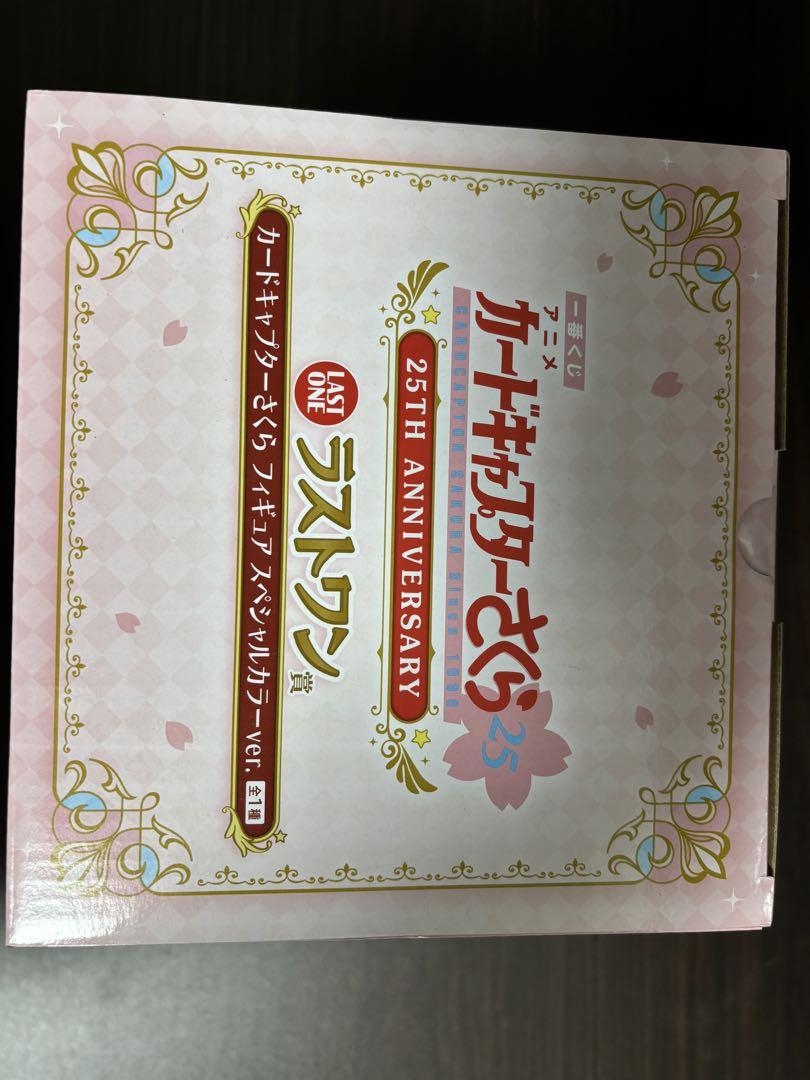 一番くじ
アニメ
カードキャプターさくら25
CARDCAPTOR SAKURA Since 1998
25TH ANNIVERSARY
LAST ONE ラストワン賞
カードキャプターさくら フィギュア スペシャルカラーver. 全1種